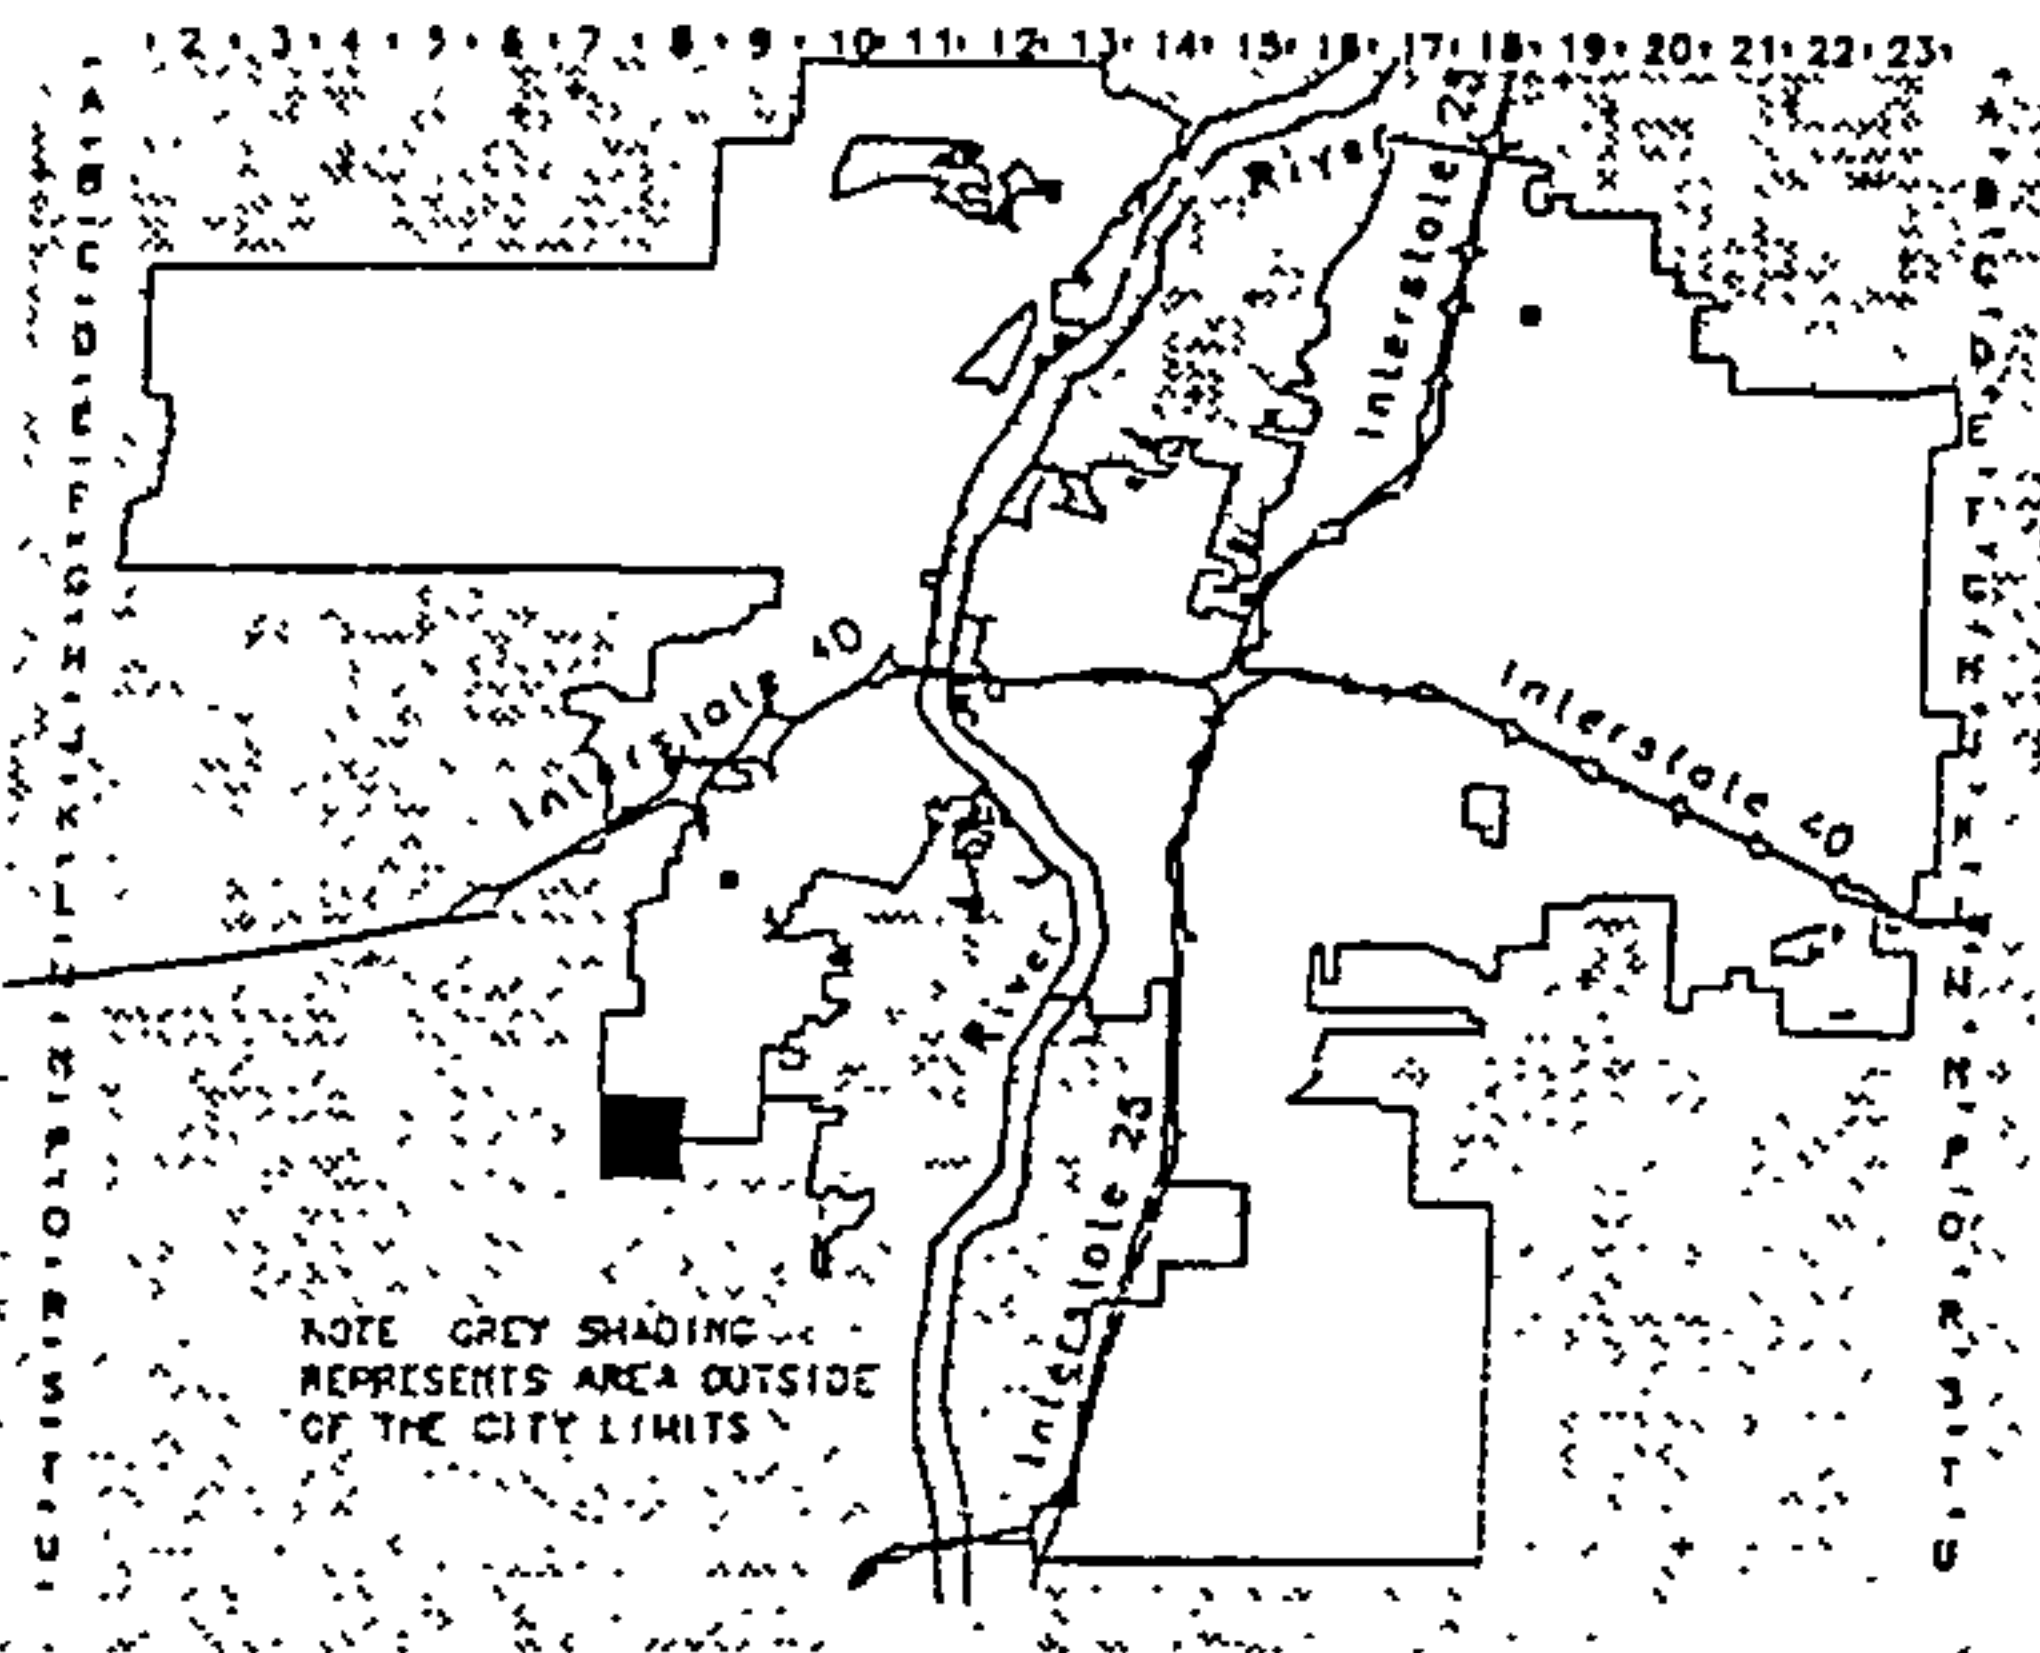 2 3 4 5 6 7 8 9 10 11 12 13 14 15 16 17 18 19 20 21 22 23
A
B
C
D
E
F
G
H
J
K
L
M
N
P
Q
R
S
T
U
A
B
C
D
E
F
G
H
J
K
L
M
N
P
Q
R
S
T
U
River
Interstate 25
Interstate 40
Interstate 40
River
Interstate 25
NOTE GREY SHADING
REPRESENTS AREA OUTSIDE
OF THE CITY LIMITS